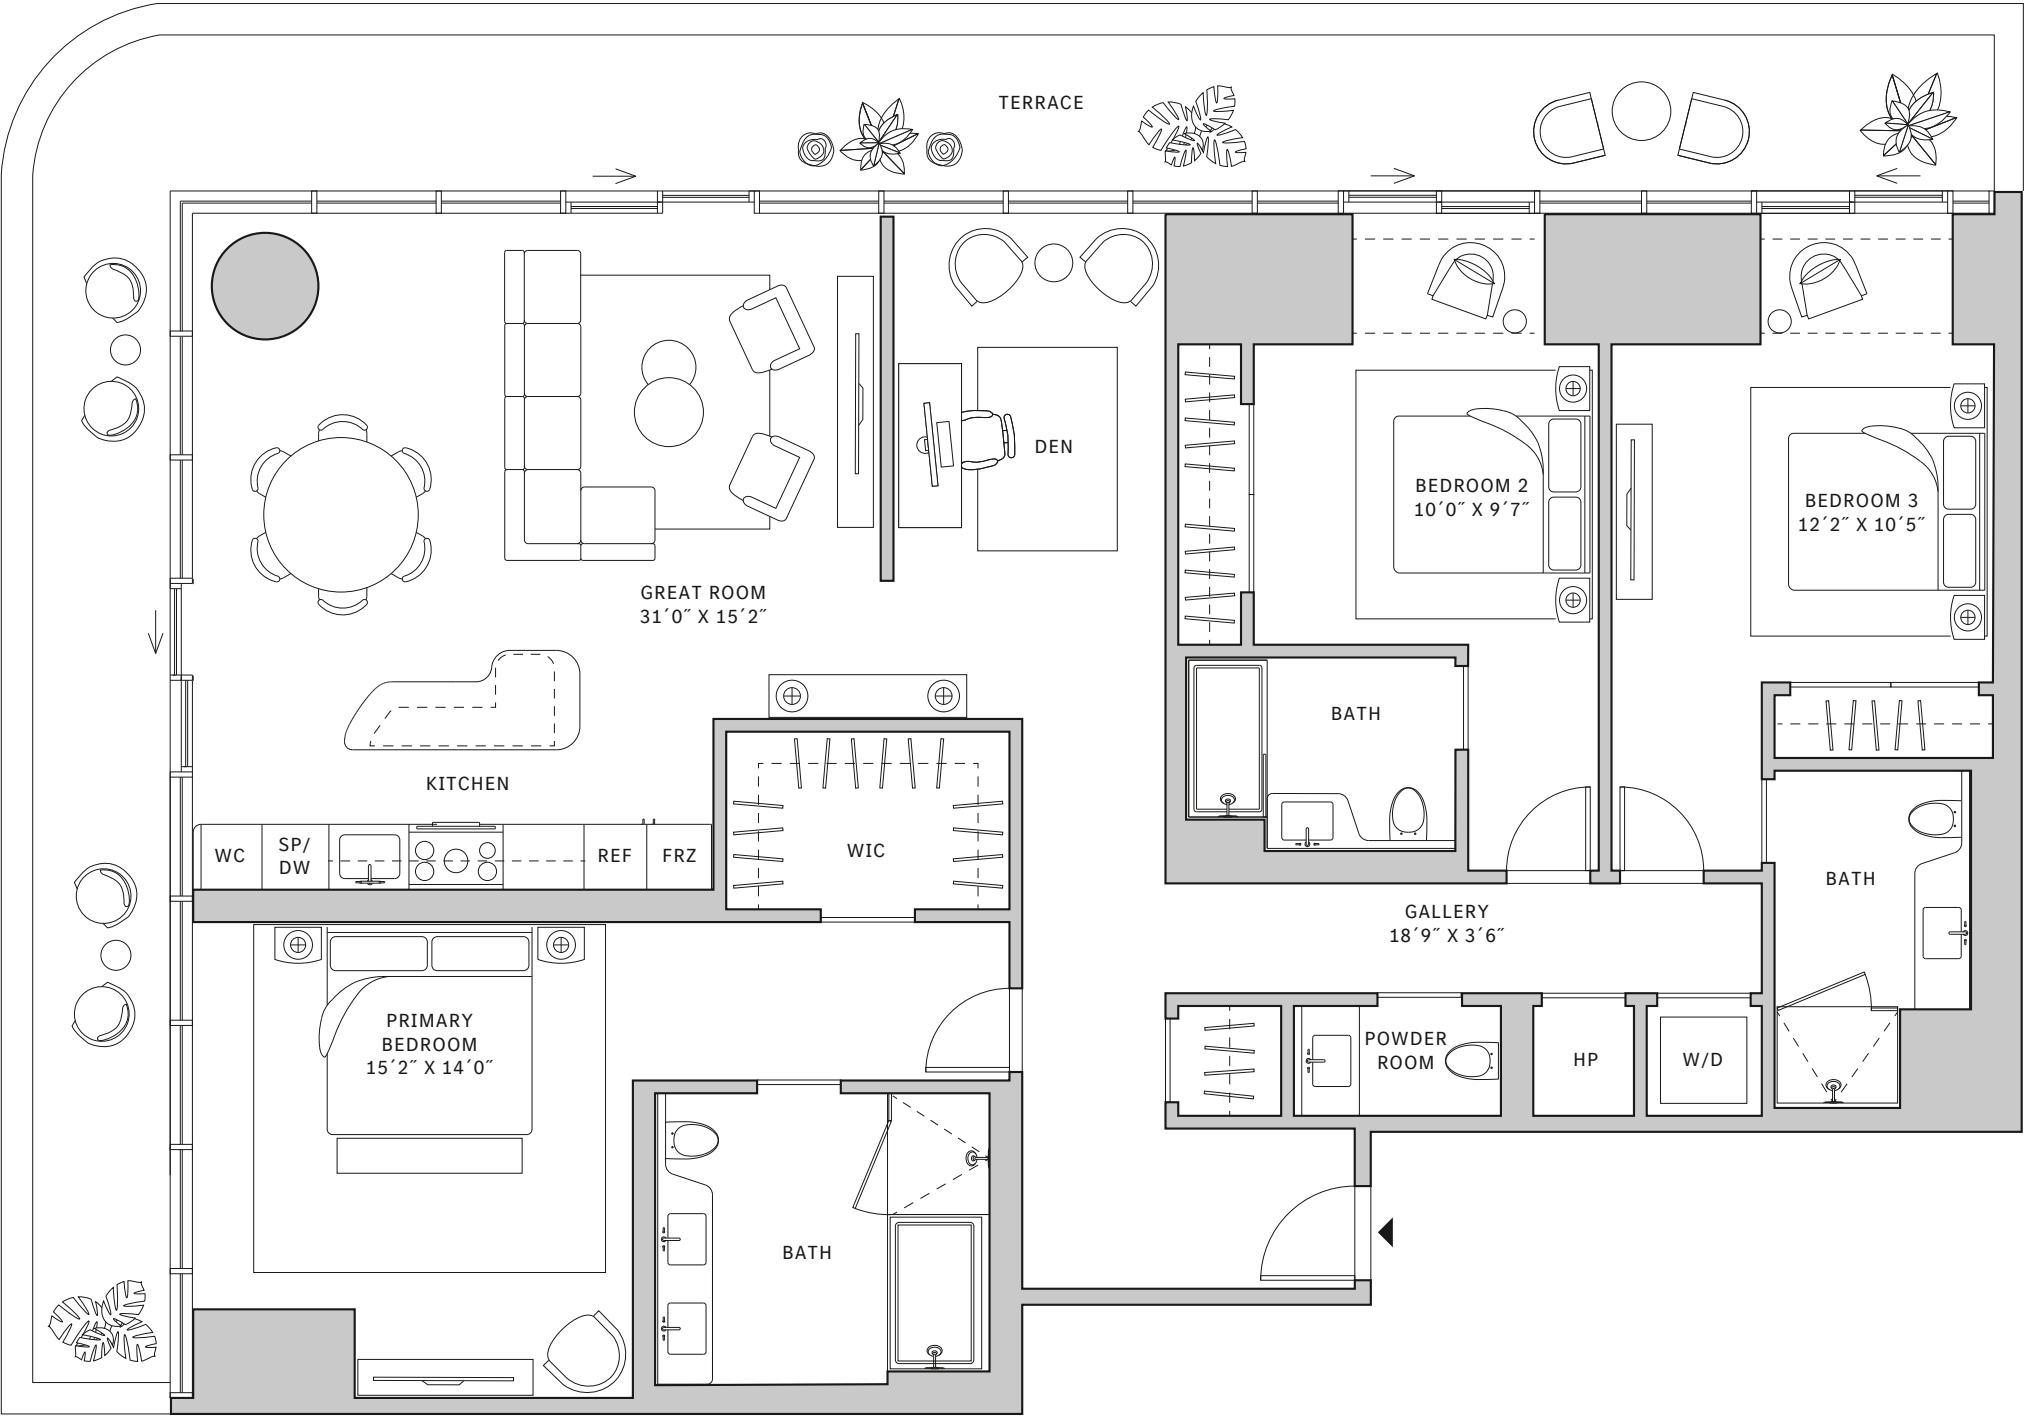 TERRACE
DEN
BEDROOM 2
10´0˝ X 9´7˝
BEDROOM 3
12´2˝ X 10´5˝
GREAT ROOM
31´0˝ X 15´2˝
BATH
KITCHEN
WC
SP/
DW
REF
FRZ
WIC
BATH
GALLERY
18´9˝ X 3´6˝
PRIMARY
BEDROOM
15´2˝ X 14´0˝
POWDER
ROOM
HP
W/D
BATH